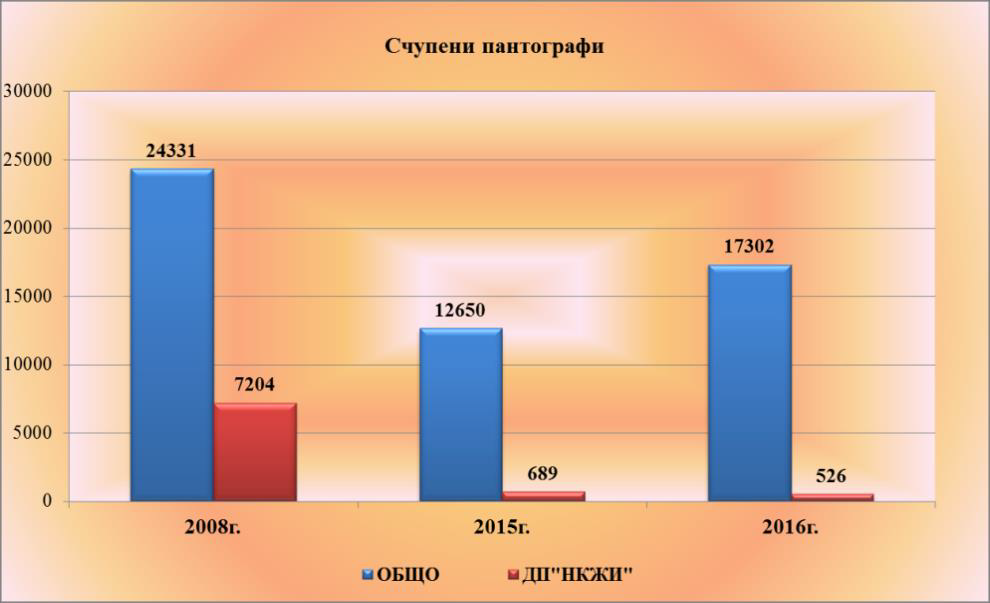 Счупени пантографи
30000
25000
20000
15000
10000
5000
0
24331
7204
12650
689
17302
526
2008г.
2015г.
2016г.
ОБЩО
ДП"НКЖИ"